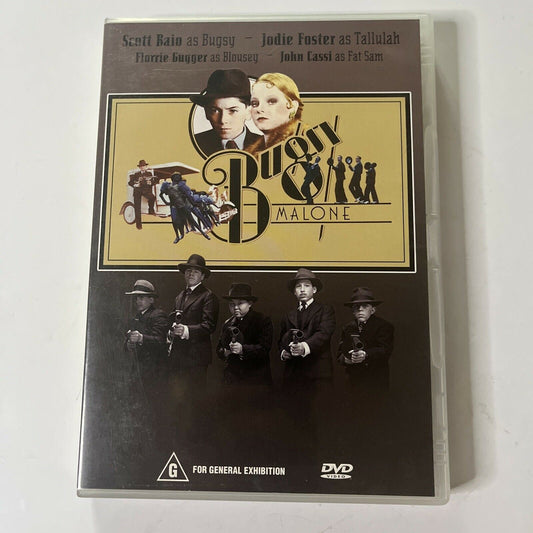 Scott Baio as Bugsy – Jodie Foster as Tallulah
Florrie Gugger as Blousey – John Cassi as Fat Sam
Bugsy
MALONE
G
FOR GENERAL EXHIBITION
DVD
VIDEO